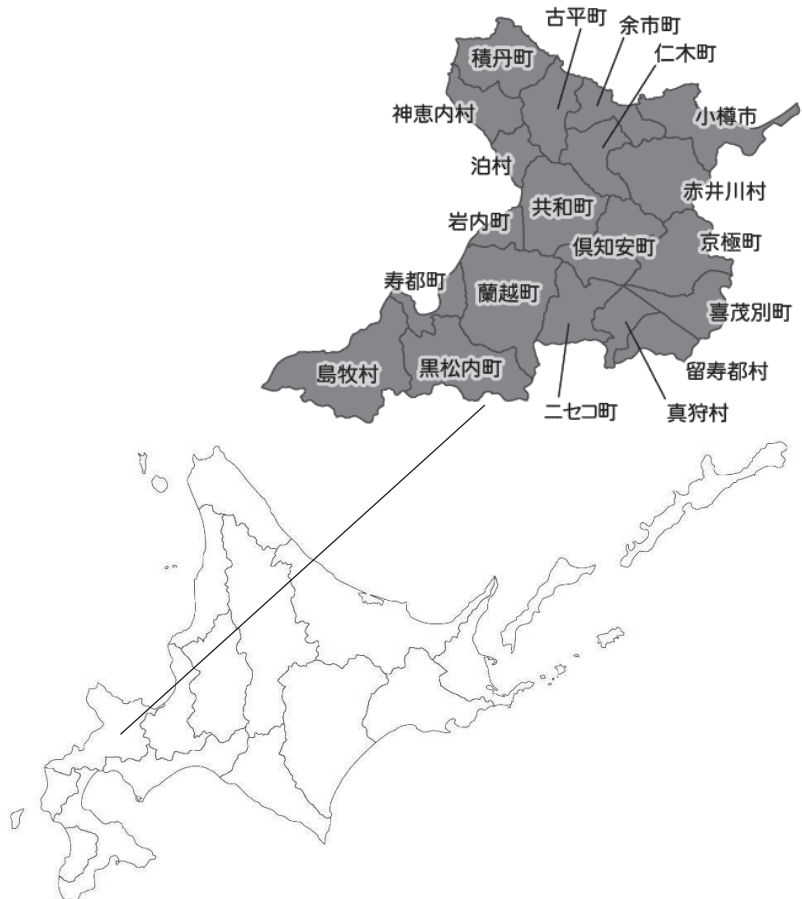 古平町
余市町
仁木町
積丹町
神恵内村
小樽市
泊村
赤井川村
共和町
岩内町
倶知安町
京極町
寿都町
蘭越町
喜茂別町
島牧村
黒松内町
留寿都村
ニセコ町
真狩村